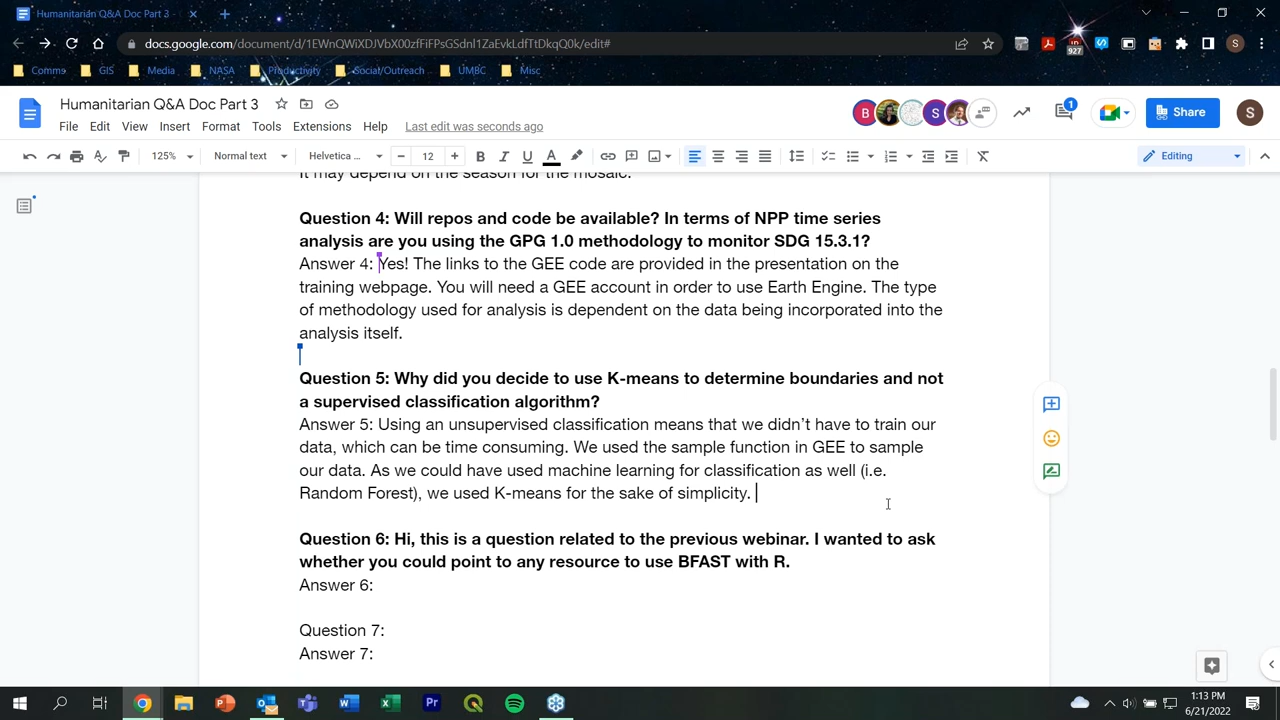 Humanitarian Q&A Doc Part 3
docs.google.com/document/d/1EWnQWiXDJVbX00zfFiFPsGSdnl1ZaEvkLdfTtDkqQ0k/edit#
927
S
Comms
GIS
Media
NASA
Productivity
Social/Outreach
UMBC
Misc
Humanitarian Q&A Doc Part 3
B
S
1
Share
S
File Edit View Insert Format Tools Extensions Help Last edit was seconds ago
125% Normal text Helvetica ... 12 B I U A Editing
It may depend on the season for the mosaic.
Question 4: Will repos and code be available? In terms of NPP time series
analysis are you using the GPG 1.0 methodology to monitor SDG 15.3.1?
Answer 4: Yes! The links to the GEE code are provided in the presentation on the
training webpage. You will need a GEE account in order to use Earth Engine. The type
of methodology used for analysis is dependent on the data being incorporated into the
analysis itself.
Question 5: Why did you decide to use K-means to determine boundaries and not
a supervised classification algorithm?
Answer 5: Using an unsupervised classification means that we didn't have to train our
data, which can be time consuming. We used the sample function in GEE to sample
our data. As we could have used machine learning for classification as well (i.e.
Random Forest), we used K-means for the sake of simplicity.
Question 6: Hi, this is a question related to the previous webinar. I wanted to ask
whether you could point to any resource to use BFAST with R.
Answer 6:
Question 7:
Answer 7:
Pr
1:13 PM
6/21/2022